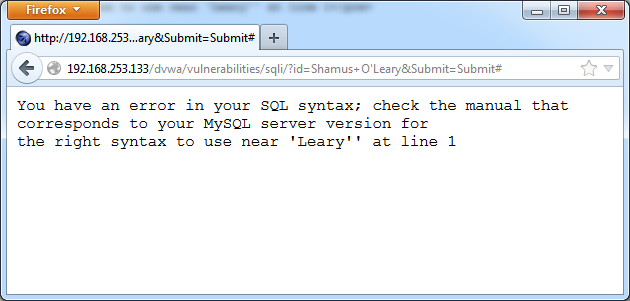 Firefox
http://192.168.253...ary&Submit=Submit#
192.168.253.133/dvwa/vulnerabilities/sqli/?id=Shamus+O'Leary&Submit=Submit#
You have an error in your SQL syntax; check the manual that
corresponds to your MySQL server version for
the right syntax to use near 'Leary'' at line 1